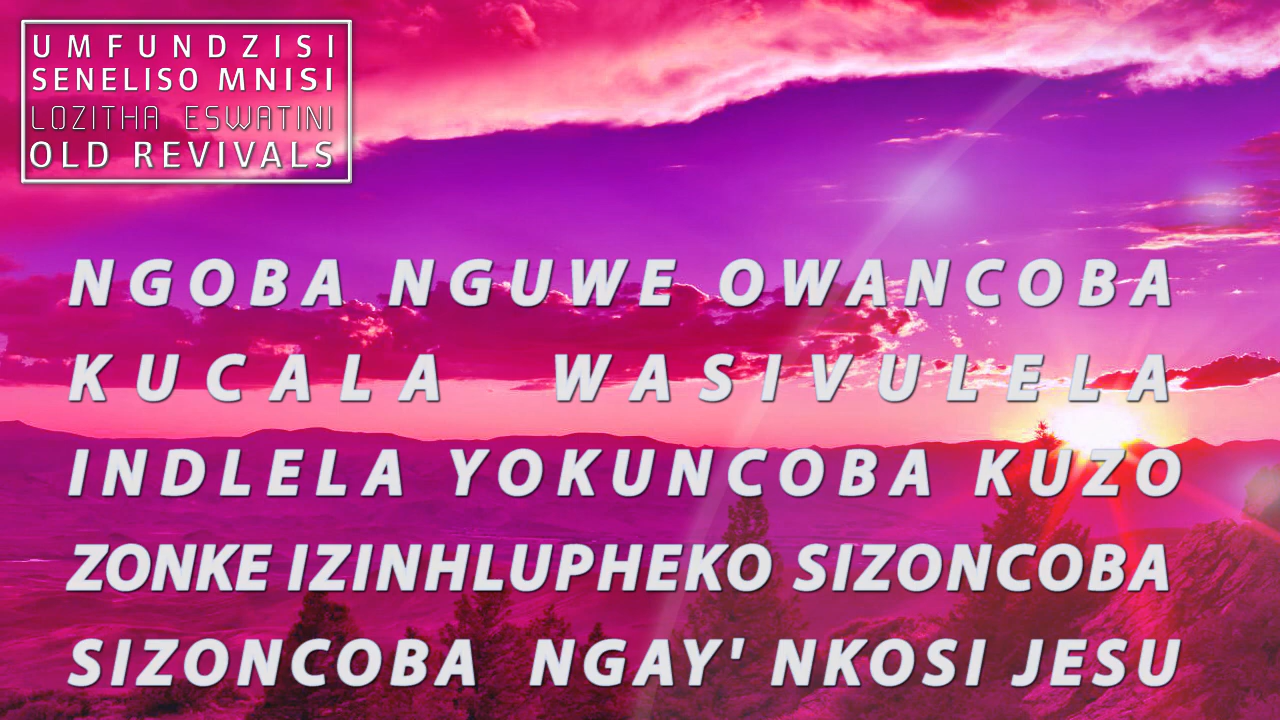 UMFUNDZISI
SENELISO MNISI
LOZITHA ESWATINI
OLD REVIVALS
NGOBA NGUWE OWANCOBA
KUCALA WASIVULELA
INDLELA YOKUNCOBA KUZO
ZONKE IZINHLUPHEKO SIZONCOBA
SIZONCOBA NGAY' NKOSI JESU